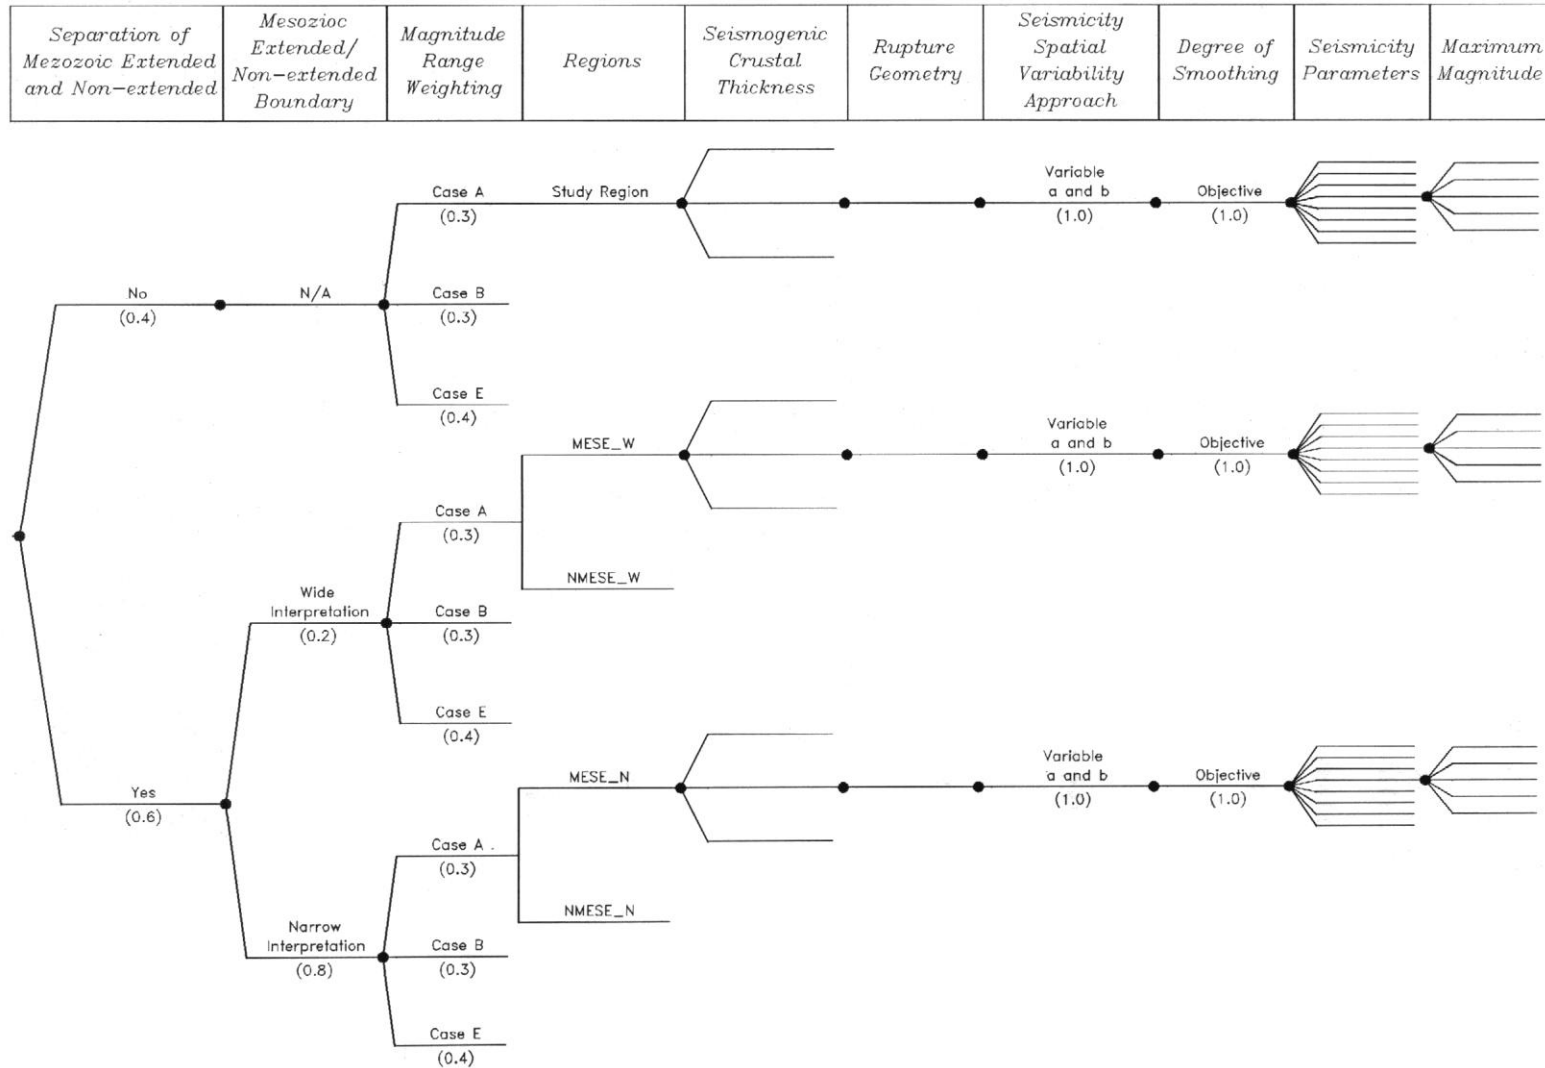 Separation of
Mezozoic Extended
and Non-extended
Mesozioc
Extended/
Non-extended
Boundary
Magnitude
Range
Weighting
Regions
Seismogenic
Crustal
Thickness
Rupture
Geometry
Seismicity
Spatial
Variability
Approach
Degree of
Smoothing
Seismicity
Parameters
Maximum
Magnitude
No
(0.4)
N/A
Case A
(0.3)
Study Region
Variable
a and b
(1.0)
Objective
(1.0)
Case B
(0.3)
Case E
(0.4)
MESE_W
Variable
a and b
(1.0)
Objective
(1.0)
Case A
(0.3)
NMESE_W
Wide
Interpretation
(0.2)
Case B
(0.3)
Case E
(0.4)
Yes
(0.6)
MESE_N
Variable
a and b
(1.0)
Objective
(1.0)
Case A
(0.3)
NMESE_N
Narrow
Interpretation
(0.8)
Case B
(0.3)
Case E
(0.4)